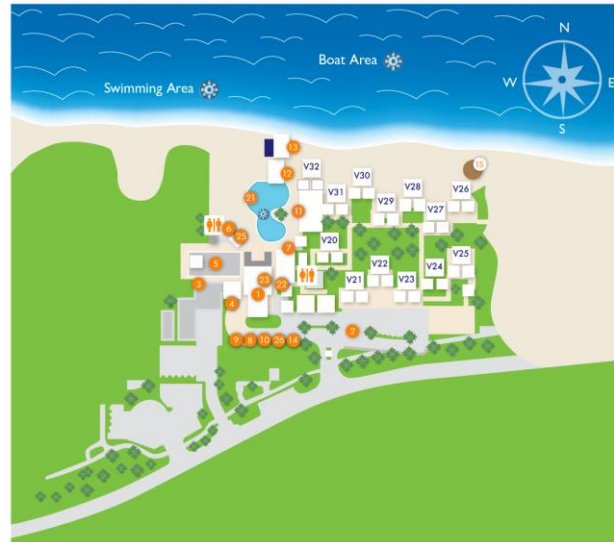 N
Boat Area
Swimming Area
W
E
S
13
15
12
V32
V30
V28
V26
21
V31
V29
11
V27
6
25
7
V20
5
V22
V24
V25
3
23
22
V21
V23
1
4
2
9 8 10 26 14